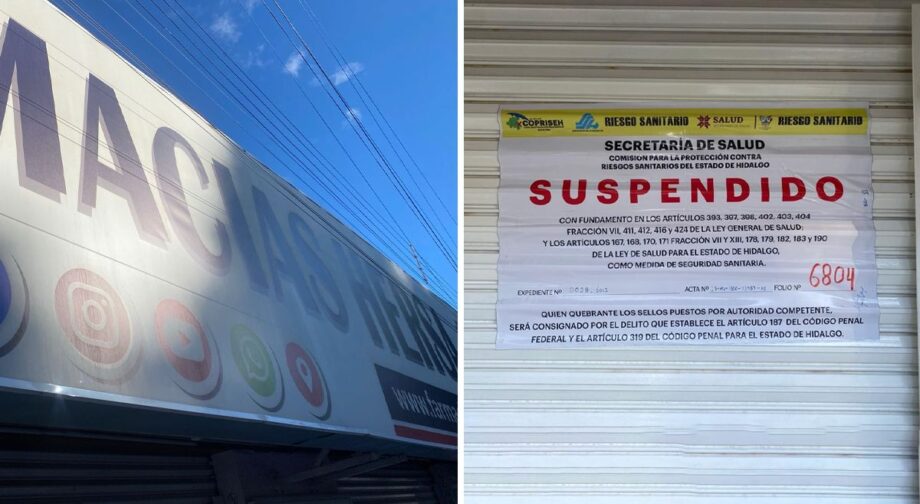 MACIAS
www.farma
COPRISEH
RIESGO SANITARIO
SALUD
RIESGO SANITARIO
SECRETARÍA DE SALUD
COMISIÓN PARA LA PROTECCIÓN CONTRA
RIESGOS SANITARIOS DEL ESTADO DE HIDALGO
SUSPENDIDO
CON FUNDAMENTO EN LOS ARTÍCULOS 393, 397, 398, 402, 403, 404
FRACCIÓN VII, 411, 412, 416 y 424 DE LA LEY GENERAL DE SALUD;
Y LOS ARTÍCULOS 167, 168, 170, 171 FRACCIÓN VII Y XIII, 178, 179, 182, 183 y 190
DE LA LEY DE SALUD PARA EL ESTADO DE HIDALGO,
COMO MEDIDA DE SEGURIDAD SANITARIA.
EXPEDIENTE Nº ACTA Nº FOLIO Nº 6804
QUIEN QUEBRANTE LOS SELLOS PUESTOS POR AUTORIDAD COMPETENTE,
SERÁ CONSIGNADO POR EL DELITO QUE ESTABLECE EL ARTÍCULO 187 DEL CÓDIGO PENAL
FEDERAL Y EL ARTÍCULO 319 DEL CÓDIGO PENAL PARA EL ESTADO DE HIDALGO.